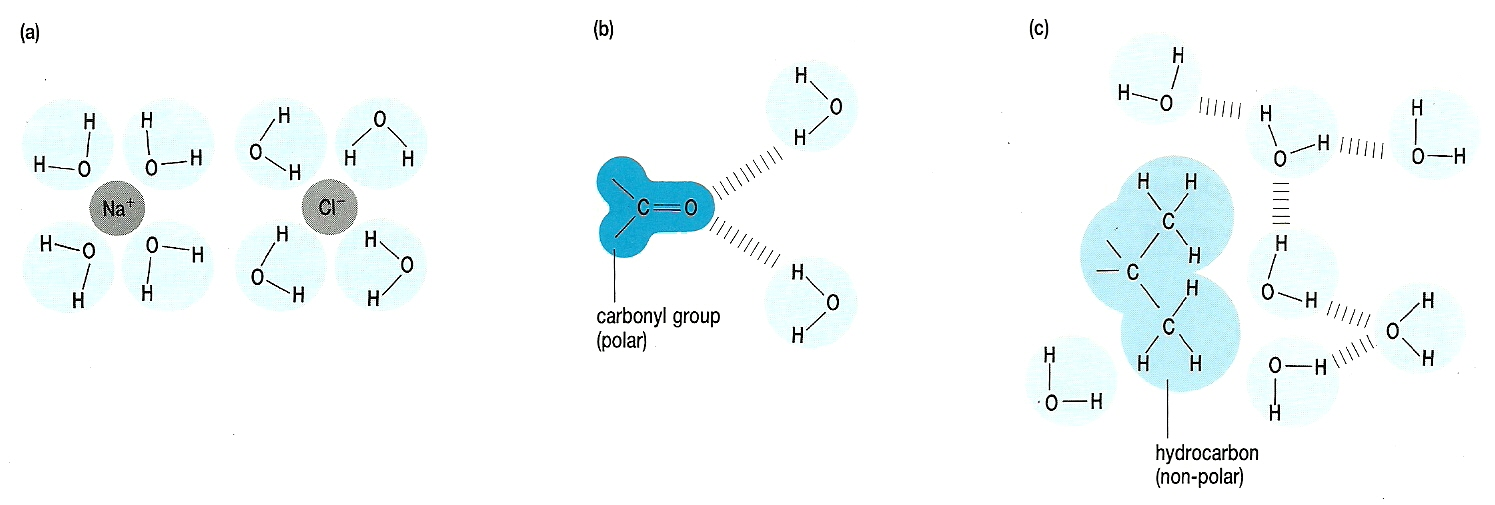 (a)
(b)
(c)
H H
H O O H
Na⁺
H O O H
H H
H O
O H H H
Cl⁻
H H
O H H O
H
O
H
C O
H
O
H
carbonyl group
(polar)
H
H O
H H
O
H
O H
H H
C
H
C
H
C
H H
H
O H
H
O
H
O H
H
H
O H
H
O H
hydrocarbon
(non-polar)